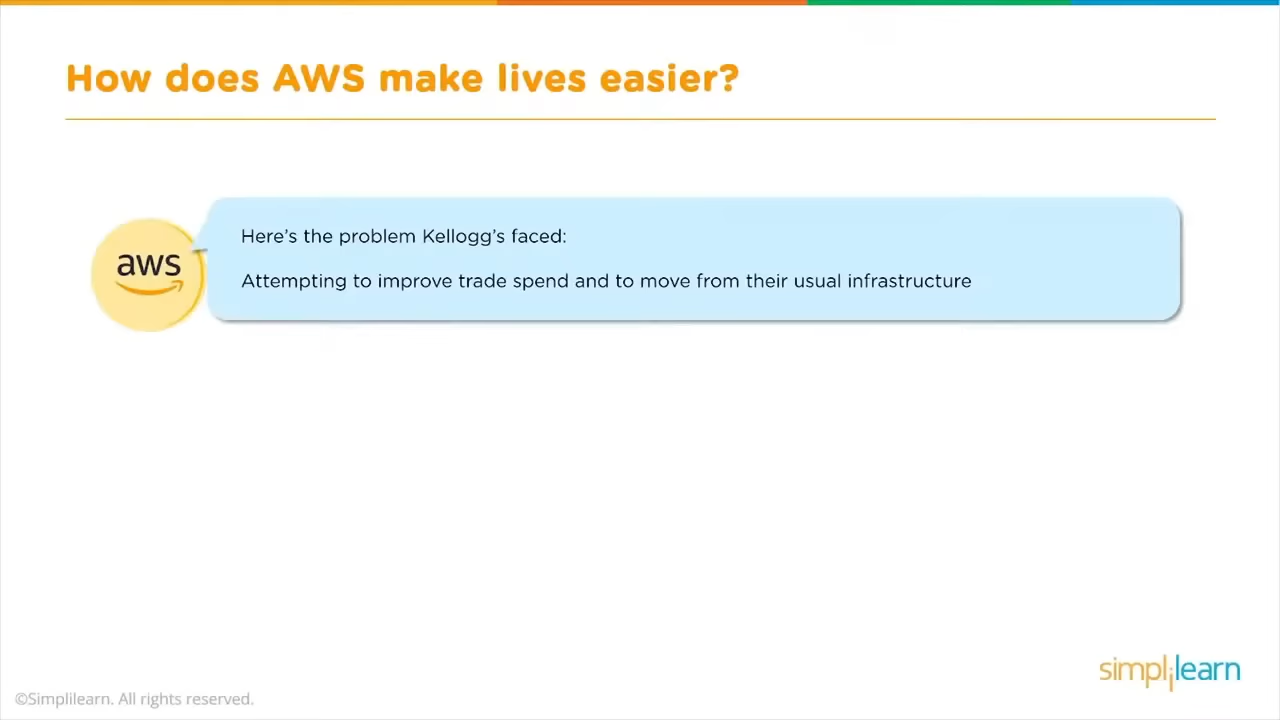 How does AWS make lives easier?
Here's the problem Kellogg's faced:
aws
Attempting to improve trade spend and to move from their usual infrastructure
simplilearn
©Simplilearn. All rights reserved.